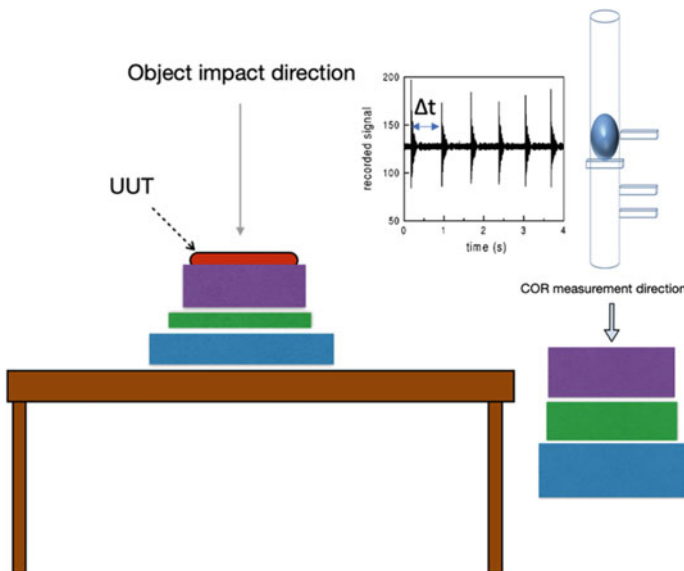 Object impact direction
UUT
200
150
100
50
recorded signal
Δt
0 1 2 3 4
time (s)
COR measurement direction